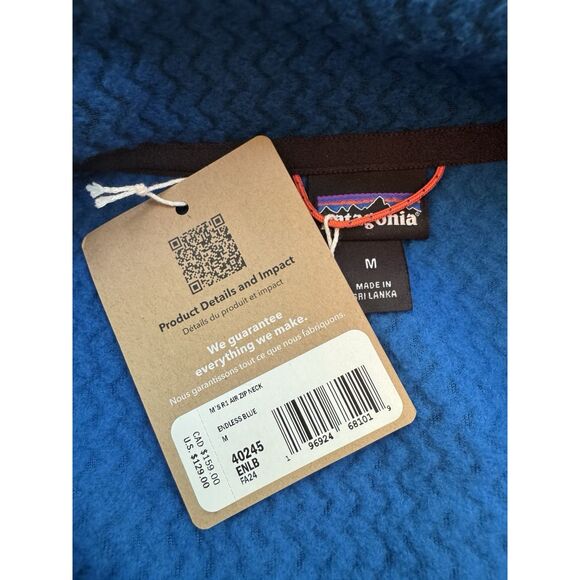 Product Details and Impact
Détails du produit et impact
We guarantee
everything we make.
Nous garantissons tout ce que nous fabriquons.
M'S R1 AIR ZIP NECK
ENDLESS BLUE
M
40245
ENLB
FA24
CAD $159.00
U.S. $129.00
1 96924 68101 9
patagonia
M
MADE IN
SRI LANKA